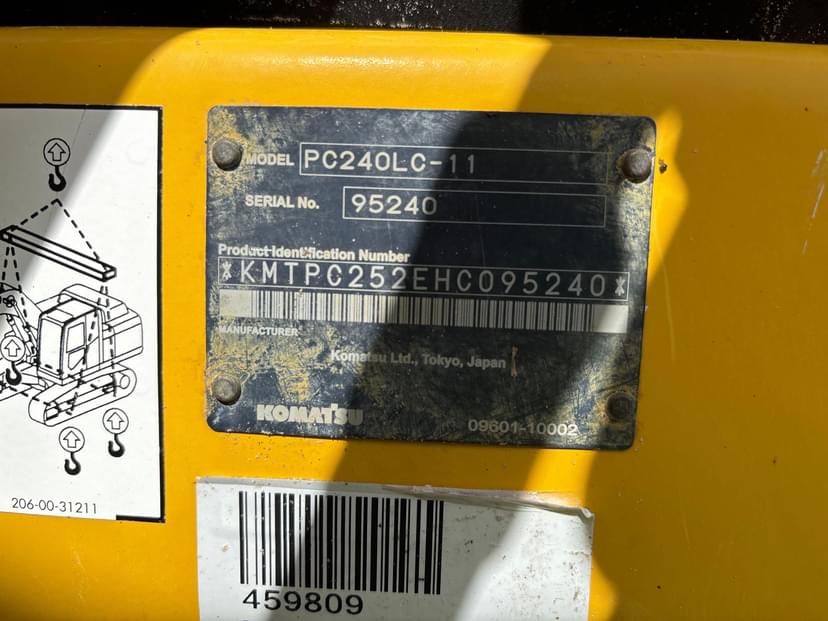 MODEL PC240LC-11
SERIAL No. 95240
Product Identification Number
*KMTPC252EHC095240*
MANUFACTURER
Komatsu Ltd., Tokyo, Japan
KOMATSU 09601-10002
206-00-31211
459809